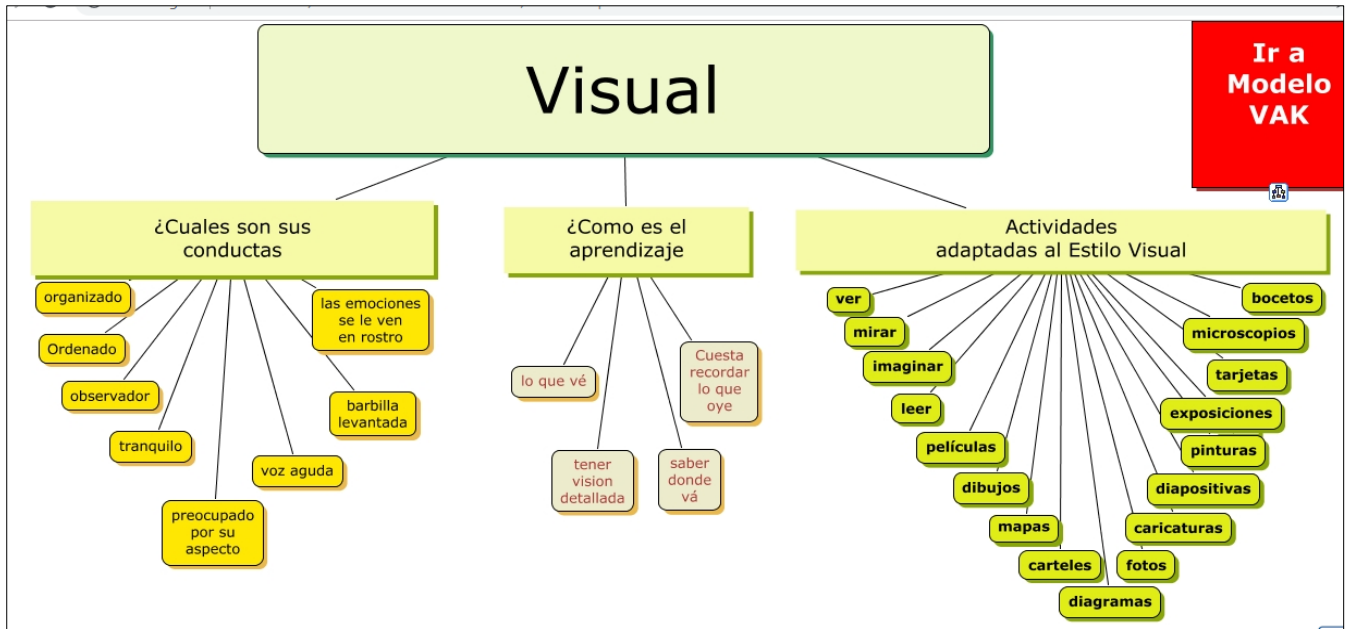 Visual
Ir a
Modelo
VAK
¿Cuales son sus
conductas
organizado
Ordenado
observador
tranquilo
preocupado
por su
aspecto
voz aguda
barbilla
levantada
las emociones
se le ven
en rostro
¿Como es el
aprendizaje
lo que vé
tener
vision
detallada
saber
donde
vá
Cuesta
recordar
lo que
oye
Actividades
adaptadas al Estilo Visual
ver
mirar
imaginar
leer
películas
dibujos
mapas
carteles
diagramas
fotos
caricaturas
diapositivas
pinturas
exposiciones
tarjetas
microscopios
bocetos